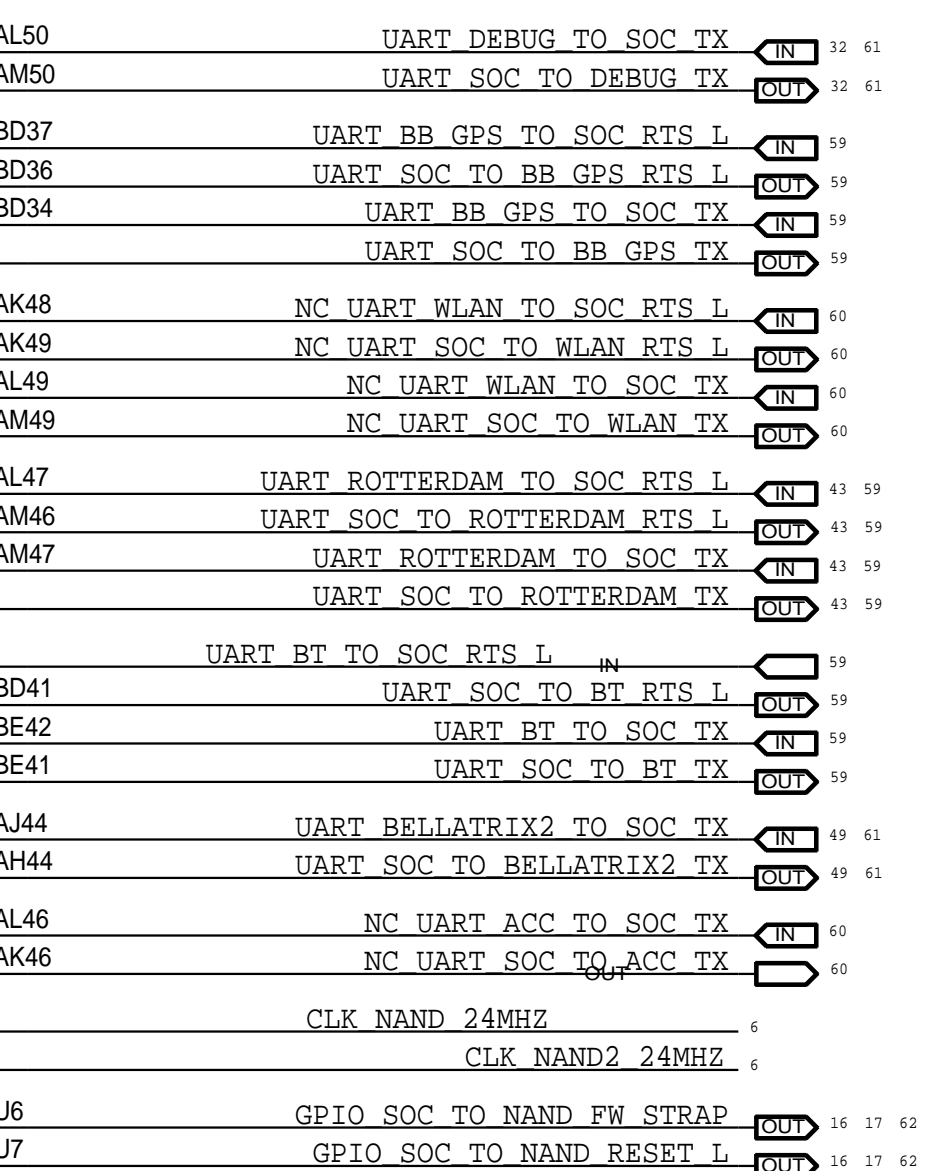 AL50 UART_DEBUG_TO_SOC_TX IN 32 61
AM50 UART_SOC_TO_DEBUG_TX OUT 32 61
BD37 UART_BB_GPS_TO_SOC_RTS_L IN 59
BD36 UART_SOC_TO_BB_GPS_RTS_L OUT 59
BD34 UART_BB_GPS_TO_SOC_TX IN 59
UART_SOC_TO_BB_GPS_TX OUT 59
AK48 NC_UART_WLAN_TO_SOC_RTS_L IN 60
AK49 NC_UART_SOC_TO_WLAN_RTS_L OUT 60
AL49 NC_UART_WLAN_TO_SOC_TX IN 60
AM49 NC_UART_SOC_TO_WLAN_TX OUT 60
AL47 UART_ROTTERDAM_TO_SOC_RTS_L IN 43 59
AM46 UART_SOC_TO_ROTTERDAM_RTS_L OUT 43 59
AM47 UART_ROTTERDAM_TO_SOC_TX IN 43 59
UART_SOC_TO_ROTTERDAM_TX OUT 43 59
UART_BT_TO_SOC_RTS_L IN 59
BD41 UART_SOC_TO_BT_RTS_L OUT 59
BE42 UART_BT_TO_SOC_TX IN 59
BE41 UART_SOC_TO_BT_TX OUT 59
AJ44 UART_BELLATRIX2_TO_SOC_TX IN 49 61
AH44 UART_SOC_TO_BELLATRIX2_TX OUT 49 61
AL46 NC_UART_ACC_TO_SOC_TX IN 60
AK46 NC_UART_SOC_TO_ACC_TX OUT 60
CLK_NAND_24MHZ 6
CLK_NAND2_24MHZ 6
U6 GPIO_SOC_TO_NAND_FW_STRAP OUT 16 17 62
U7 GPIO_SOC_TO_NAND_RESET_L OUT 16 17 62